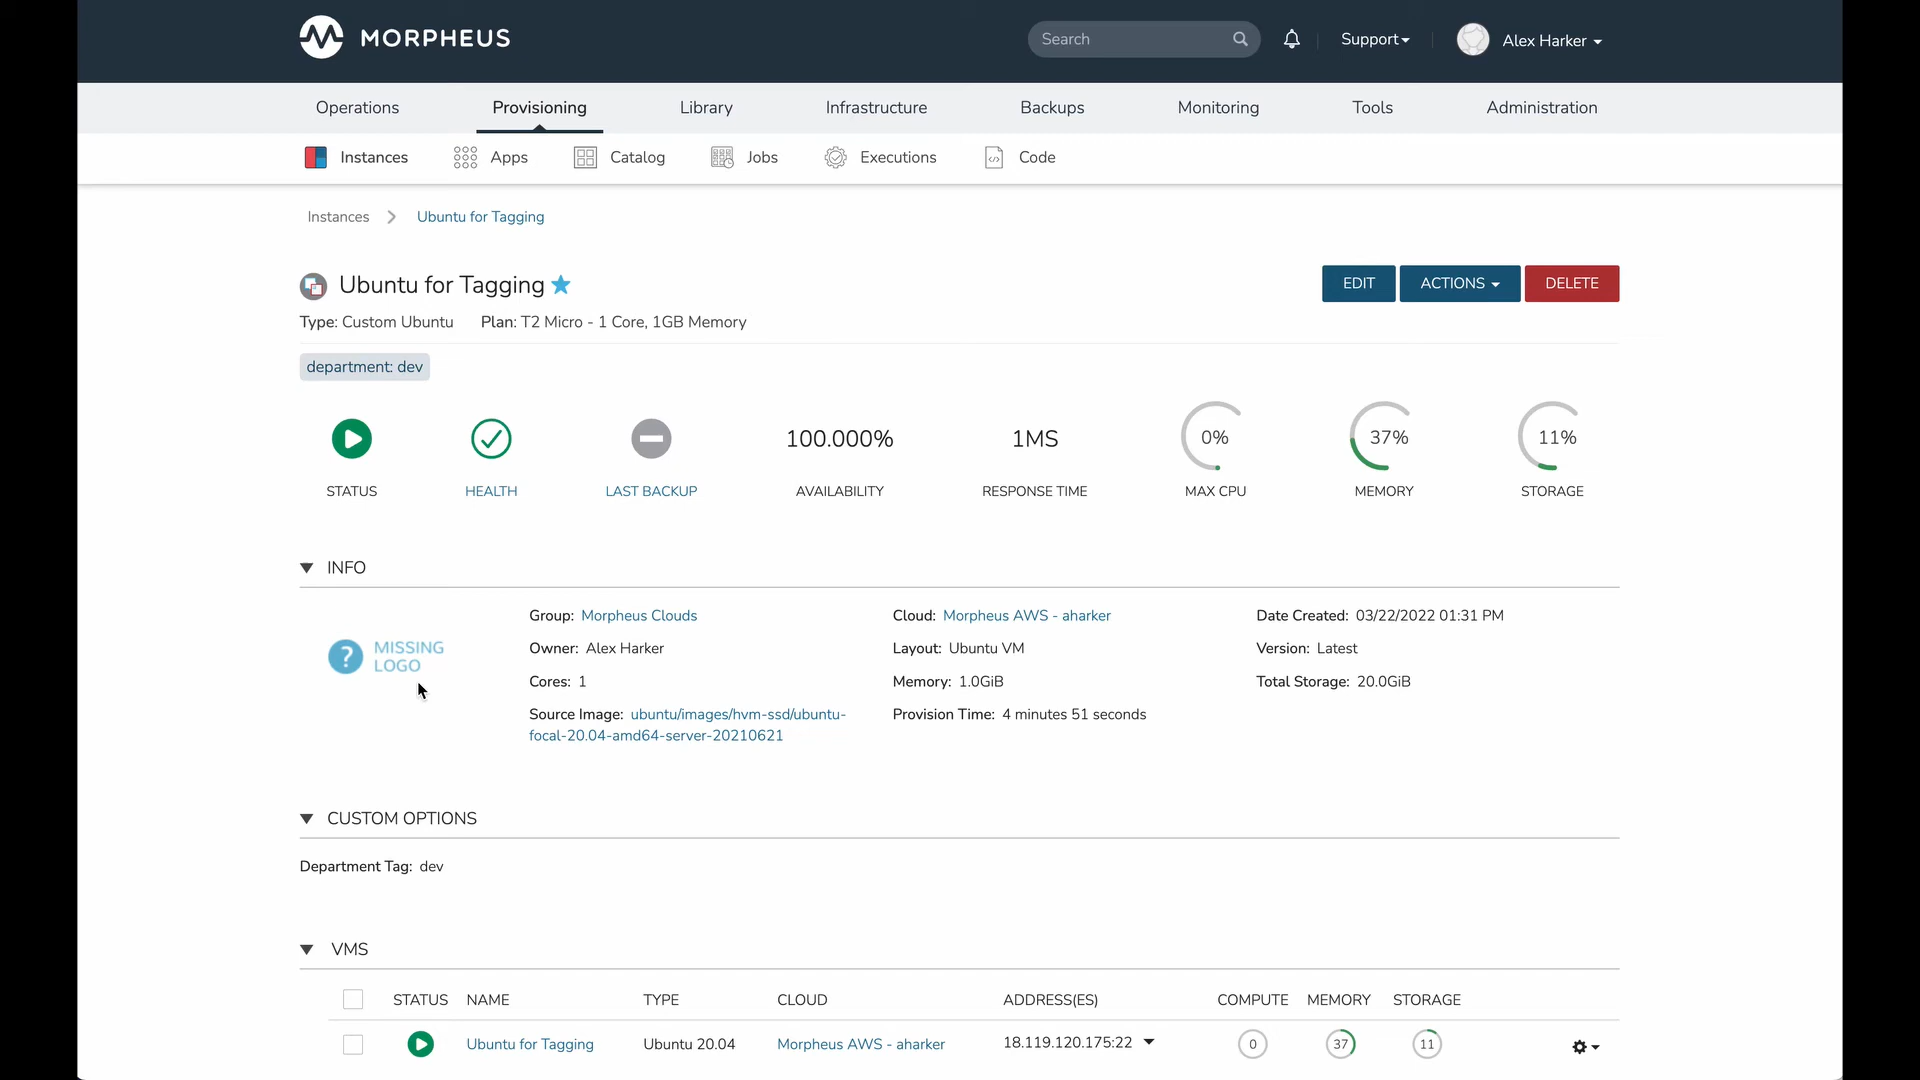 MORPHEUS
Search
Support
Alex Harker
Operations
Provisioning
Library
Infrastructure
Backups
Monitoring
Tools
Administration
Instances
Apps
Catalog
Jobs
Executions
Code
Instances
Ubuntu for Tagging
Ubuntu for Tagging
EDIT
ACTIONS
DELETE
Type: Custom Ubuntu
Plan: T2 Micro - 1 Core, 1GB Memory
department: dev
100.000%
1MS
0%
37%
11%
STATUS
HEALTH
LAST BACKUP
AVAILABILITY
RESPONSE TIME
MAX CPU
MEMORY
STORAGE
INFO
? MISSING
LOGO
Group: Morpheus Clouds
Cloud: Morpheus AWS - aharker
Date Created: 03/22/2022 01:31 PM
Owner: Alex Harker
Layout: Ubuntu VM
Version: Latest
Cores: 1
Memory: 1.0GiB
Total Storage: 20.0GiB
Source Image: ubuntu/images/hvm-ssd/ubuntu-
focal-20.04-amd64-server-20210621
Provision Time: 4 minutes 51 seconds
CUSTOM OPTIONS
Department Tag: dev
VMS
STATUS
NAME
TYPE
CLOUD
ADDRESS(ES)
COMPUTE
MEMORY
STORAGE
Ubuntu for Tagging
Ubuntu 20.04
Morpheus AWS - aharker
18.119.120.175:22
0
37
11